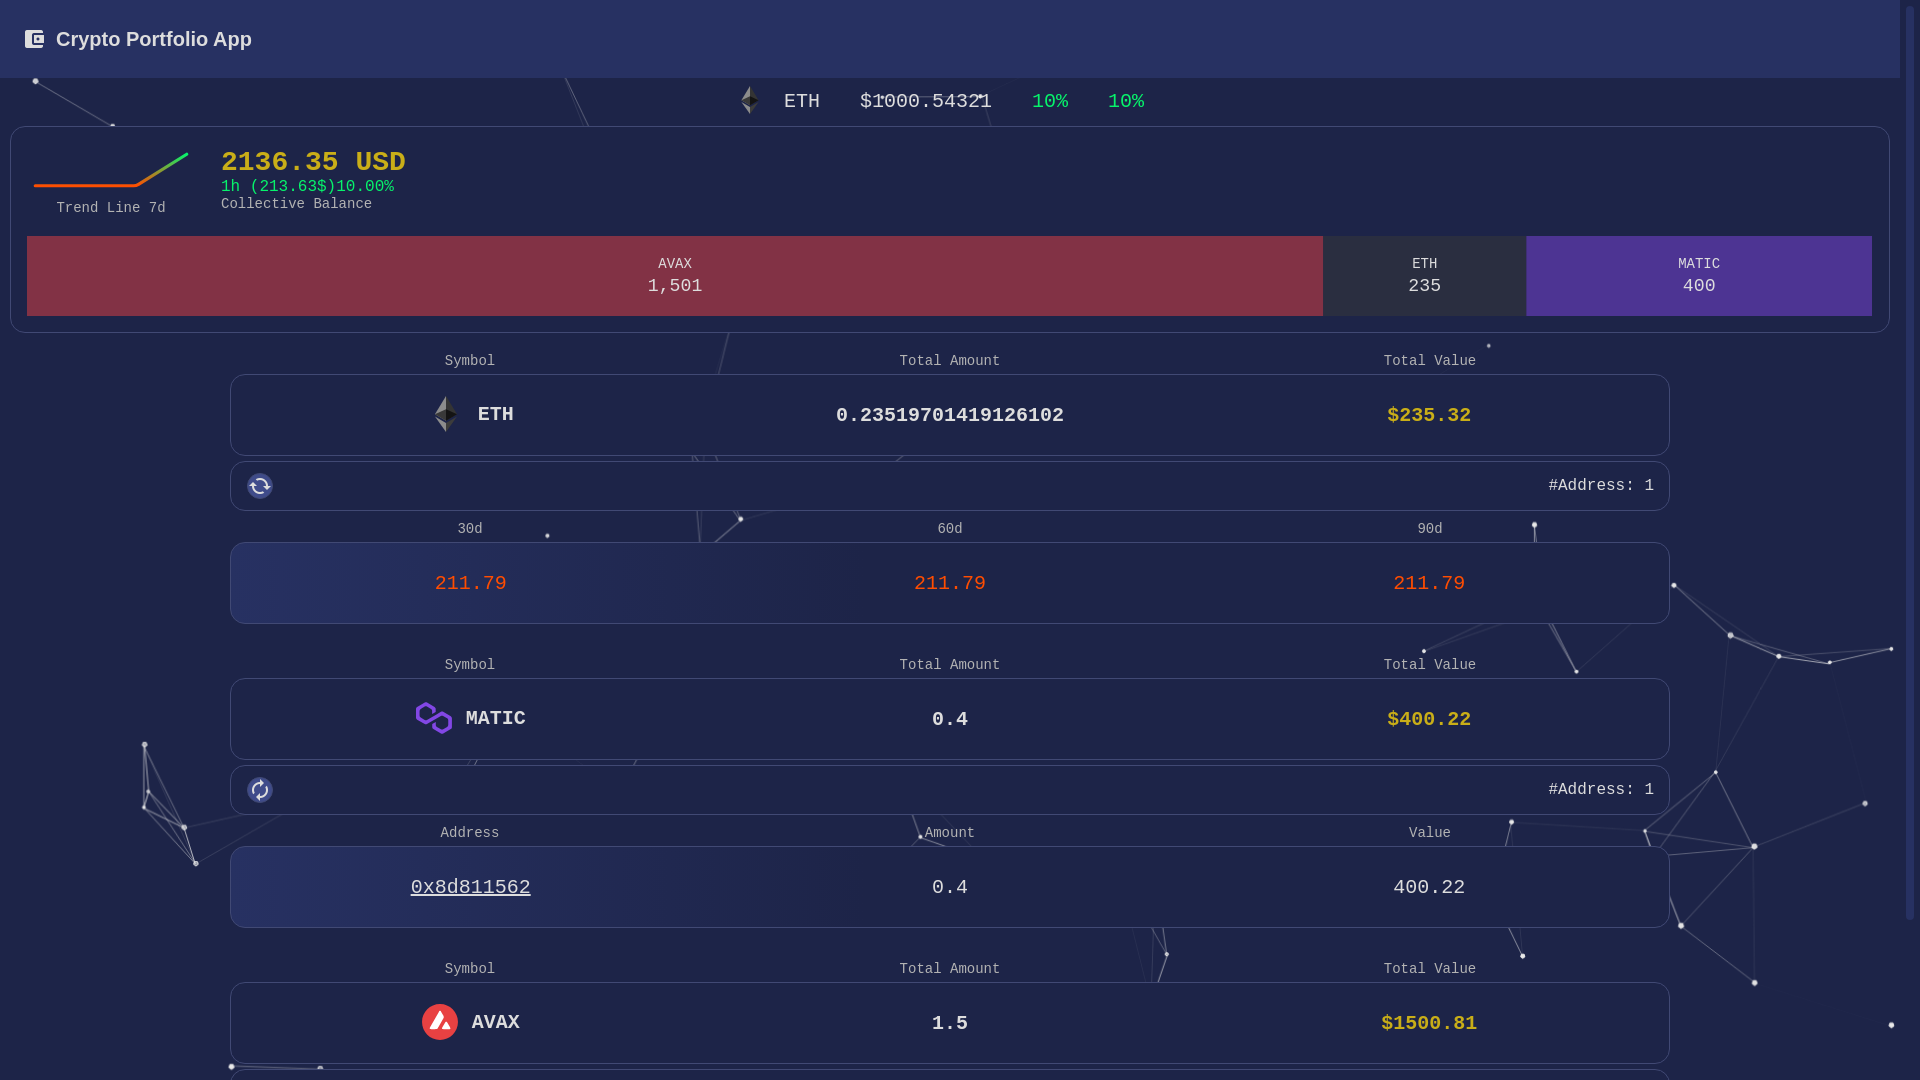 Crypto Portfolio App
ETH $1000.54321 10% 10%
2136.35 USD
1h (213.63$)10.00%
Collective Balance
Trend Line 7d
AVAX
1,501
ETH
235
MATIC
400
Symbol Total Amount Total Value
ETH 0.23519701419126102 $235.32
#Address: 1
30d 60d 90d
211.79 211.79 211.79
Symbol Total Amount Total Value
MATIC 0.4 $400.22
#Address: 1
Address Amount Value
0x8d811562 0.4 400.22
Symbol Total Amount Total Value
AVAX 1.5 $1500.81